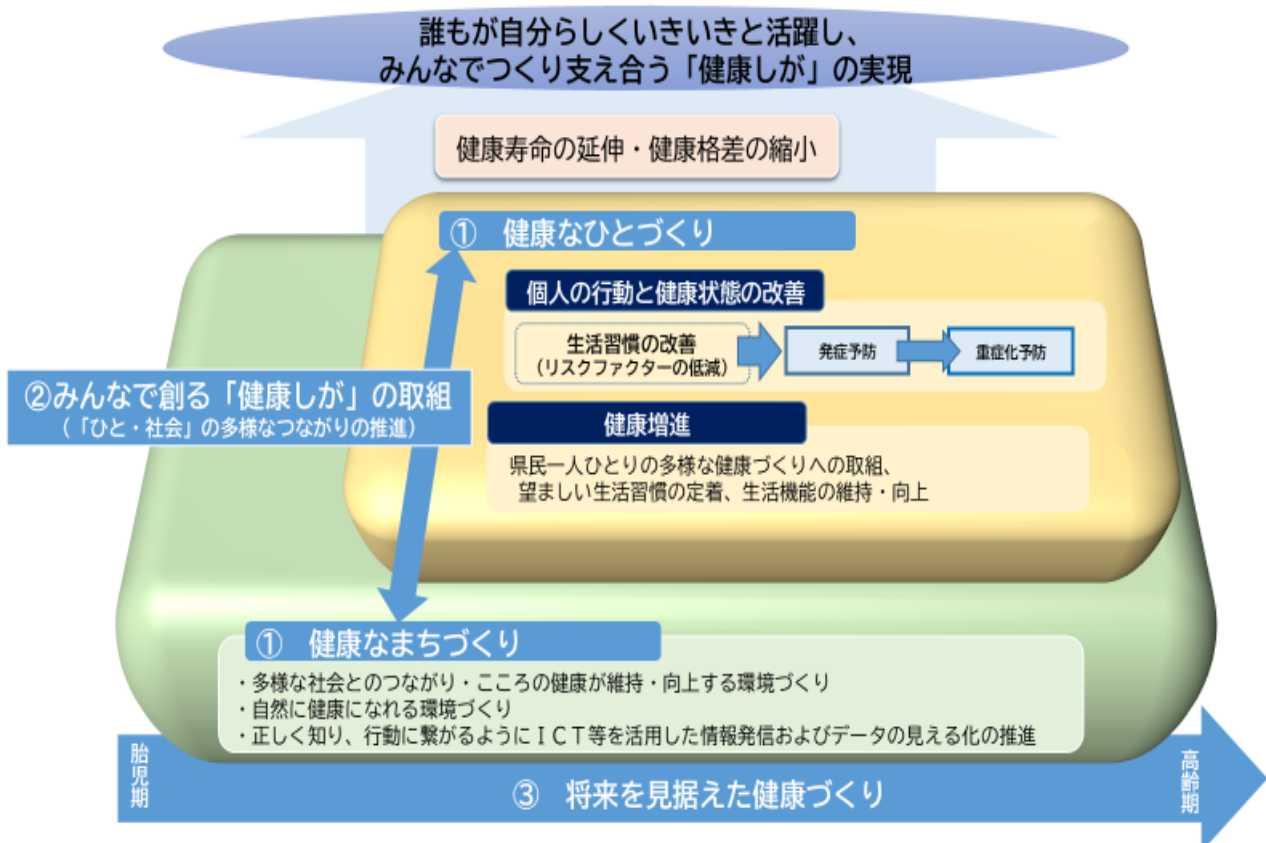 誰もが自分らしくいきいきと活躍し、
みんなでつくり支え合う「健康しが」の実現
健康寿命の延伸・健康格差の縮小
① 健康なひとづくり
個人の行動と健康状態の改善
生活習慣の改善
(リスクファクターの低減)
発症予防
重症化予防
②みんなで創る「健康しが」の取組
(「ひと・社会」の多様なつながりの推進)
健康増進
県民一人ひとりの多様な健康づくりへの取組、
望ましい生活習慣の定着、生活機能の維持・向上
① 健康なまちづくり
・多様な社会とのつながり・こころの健康が維持・向上する環境づくり
・自然に健康になれる環境づくり
・正しく知り、行動に繋がるようにＩＣＴ等を活用した情報発信およびデータの見える化の推進
胎児期
③ 将来を見据えた健康づくり
高齢期